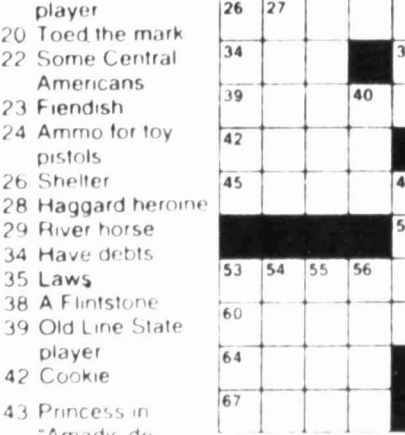 player
20 Toed the mark
22 Some Central
Americans
23 Fiendish
24 Ammo for toy
pistols
26 Shelter
28 Haggard heroine
29 River horse
34 Have debts
35 Laws
38 A Flintstone
39 Old Line State
player
42 Cookie
43 Princess in
"Amadis de
26 27
34
39 40
42
45
53 54 55 56
60
64
67